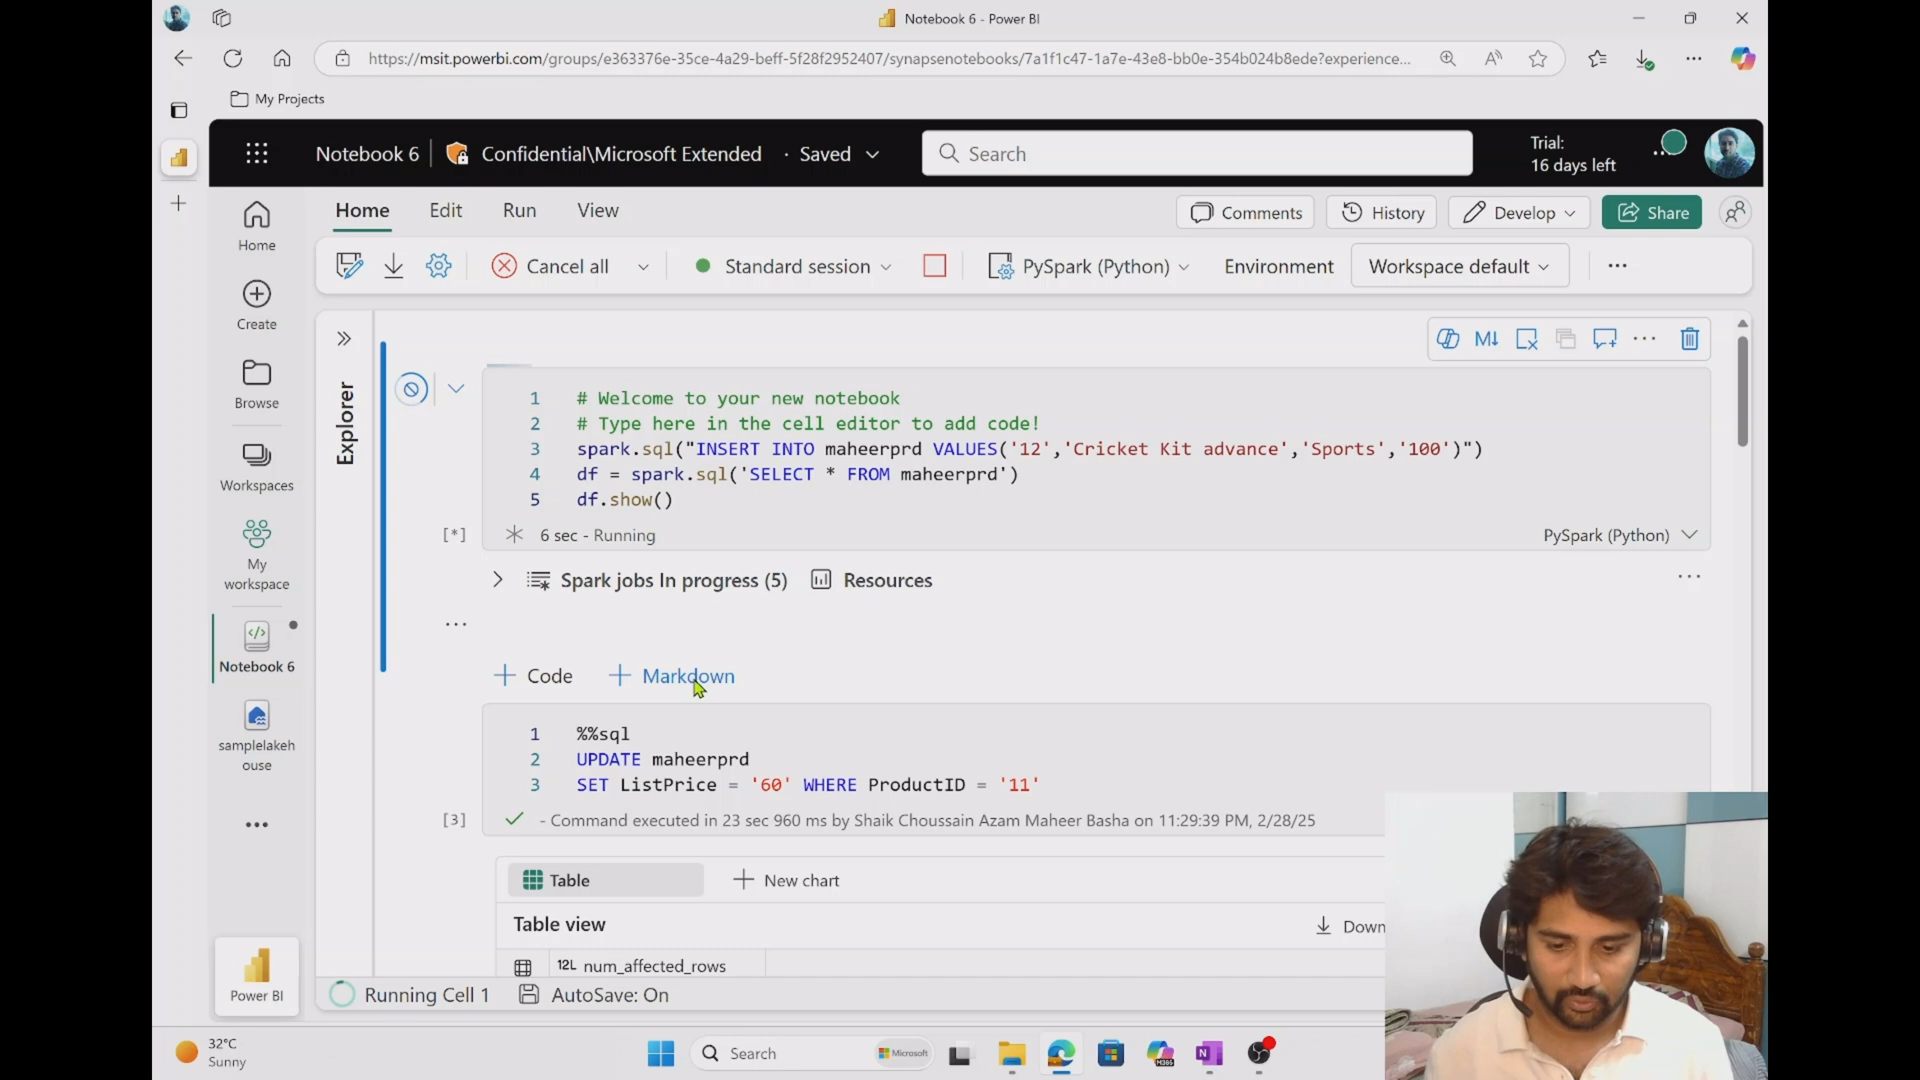 Notebook 6 - Power BI
https://msit.powerbi.com/groups/e363376e-35ce-4a29-beff-5f28f2952407/synapsenotebooks/7a1f1c47-1a7e-43e8-bb0e-354b024b8ede?experience...
My Projects
Notebook 6
Confidential\Microsoft Extended · Saved
Search
Trial:
16 days left
Home
Edit
Run
View
Comments
History
Develop
Share
Cancel all
Standard session
PySpark (Python)
Environment
Workspace default
Home
Create
Browse
Workspaces
My
workspace
Notebook 6
samplelakeh
ouse
Power BI
Explorer
M↓
1 # Welcome to your new notebook
2 # Type here in the cell editor to add code!
3 spark.sql("INSERT INTO maheerprd VALUES('12','Cricket Kit advance','Sports','100')")
4 df = spark.sql('SELECT * FROM maheerprd')
5 df.show()
[*]
6 sec - Running
PySpark (Python)
Spark jobs In progress (5)
Resources
Code
Markdown
1 %%sql
2 UPDATE maheerprd
3 SET ListPrice = '60' WHERE ProductID = '11'
[3]
- Command executed in 23 sec 960 ms by Shaik Choussain Azam Maheer Basha on 11:29:39 PM, 2/28/25
Table
New chart
Table view
Down
12L num_affected_rows
Running Cell 1
AutoSave: On
32°C
Sunny
Search
Microsoft
M365
N